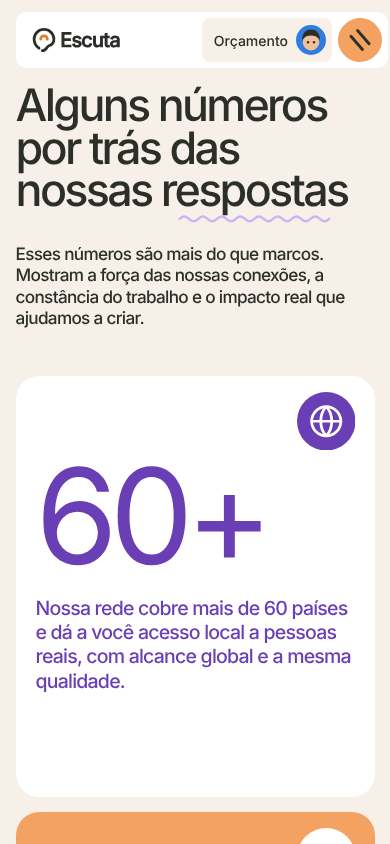 Escuta
Orçamento
Alguns números
por trás das
nossas respostas
Esses números são mais do que marcos.
Mostram a força das nossas conexões, a
constância do trabalho e o impacto real que
ajudamos a criar.
60+
Nossa rede cobre mais de 60 países
e dá a você acesso local a pessoas
reais, com alcance global e a mesma
qualidade.